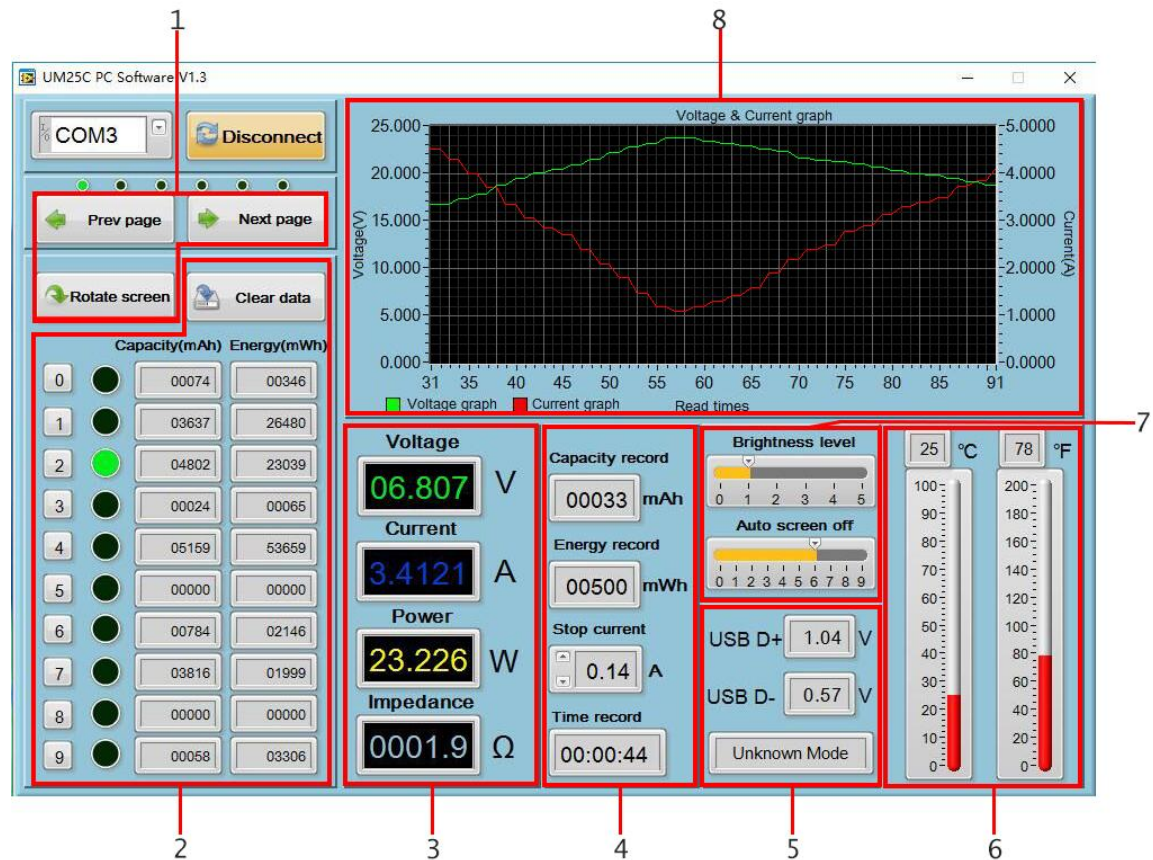 1
8
UM25C PC Software V1.3
I/O COM3
Disconnect
Prev page
Next page
Rotate screen
Clear data
Capacity(mAh) Energy(mWh)
0 00074 00346
1 03637 26480
2 04802 23039
3 00024 00065
4 05159 53659
5 00000 00000
6 00784 02146
7 03816 01999
8 00000 00000
9 00058 03306
Voltage & Current graph
25.000 5.0000
20.000 4.0000
15.000 3.0000
10.000 2.0000
5.000 1.0000
0.000 0.0000
Voltage(V)
Current(A)
31 35 40 45 50 55 60 65 70 75 80 85 91
Voltage graph Current graph Read times
Voltage
06.807 V
Current
3.4121 A
Power
23.226 W
Impedance
0001.9 Ω
Capacity record
00033 mAh
Energy record
00500 mWh
Stop current
0.14 A
Time record
00:00:44
Brightness level
0 1 2 3 4 5
Auto screen off
0 1 2 3 4 5 6 7 8 9
7
USB D+ 1.04 V
USB D- 0.57 V
Unknown Mode
25 °C
100
90
80
70
60
50
40
30
20
10
0
78 °F
200
180
160
140
120
100
80
60
40
20
0
2
3
4
5
6